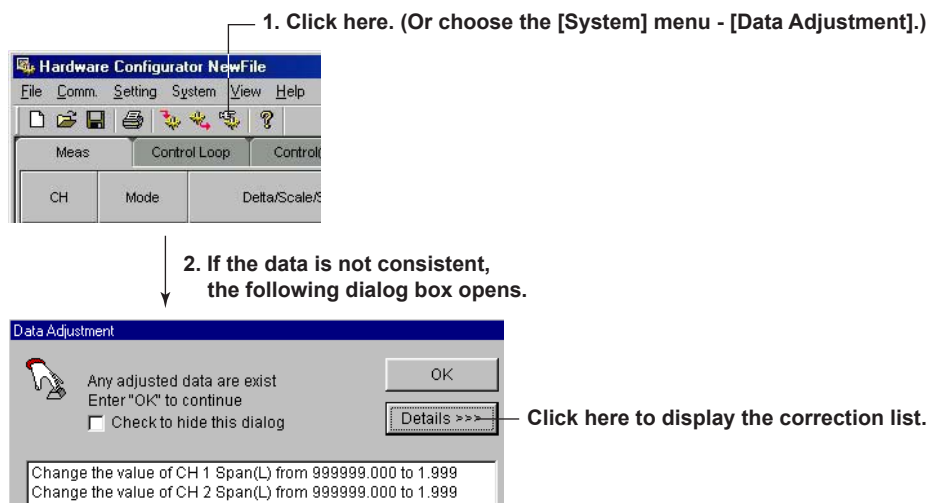 1. Click here. (Or choose the [System] menu - [Data Adjustment].)
Hardware Configurator NewFile
File Comm. Setting System View Help
Meas Control Loop Control(
CH Mode Delta/Scale/S
2. If the data is not consistent,
the following dialog box opens.
Data Adjustment
Any adjusted data are exist
Enter "OK" to continue
Check to hide this dialog
OK
Details >>>
Click here to display the correction list.
Change the value of CH 1 Span(L) from 999999.000 to 1.999
Change the value of CH 2 Span(L) from 999999.000 to 1.999